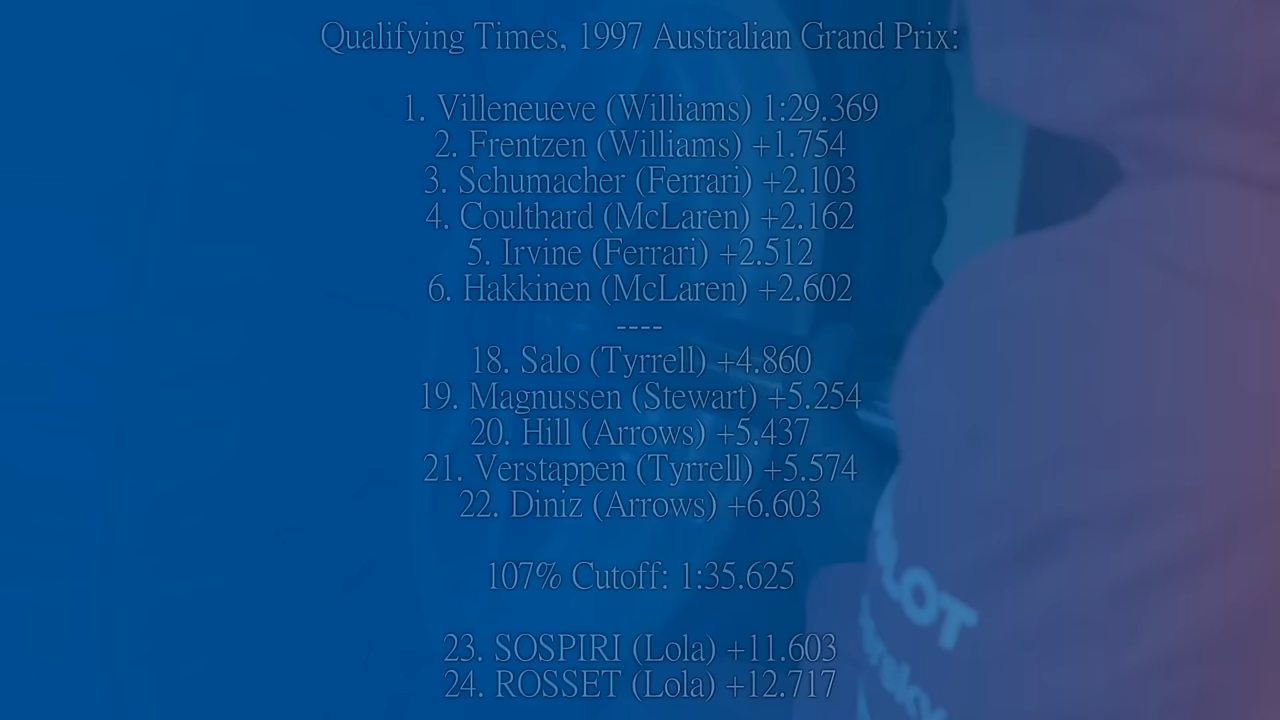 Qualifying Times, 1997 Australian Grand Prix:
1. Villeneueve (Williams) 1:29.369
2. Frentzen (Williams) +1.754
3. Schumacher (Ferrari) +2.103
4. Coulthard (McLaren) +2.162
5. Irvine (Ferrari) +2.512
6. Hakkinen (McLaren) +2.602
----
18. Salo (Tyrrell) +4.860
19. Magnussen (Stewart) +5.254
20. Hill (Arrows) +5.437
21. Verstappen (Tyrrell) +5.574
22. Diniz (Arrows) +6.603
107% Cutoff: 1:35.625
23. SOSPIRI (Lola) +11.603
24. ROSSET (Lola) +12.717